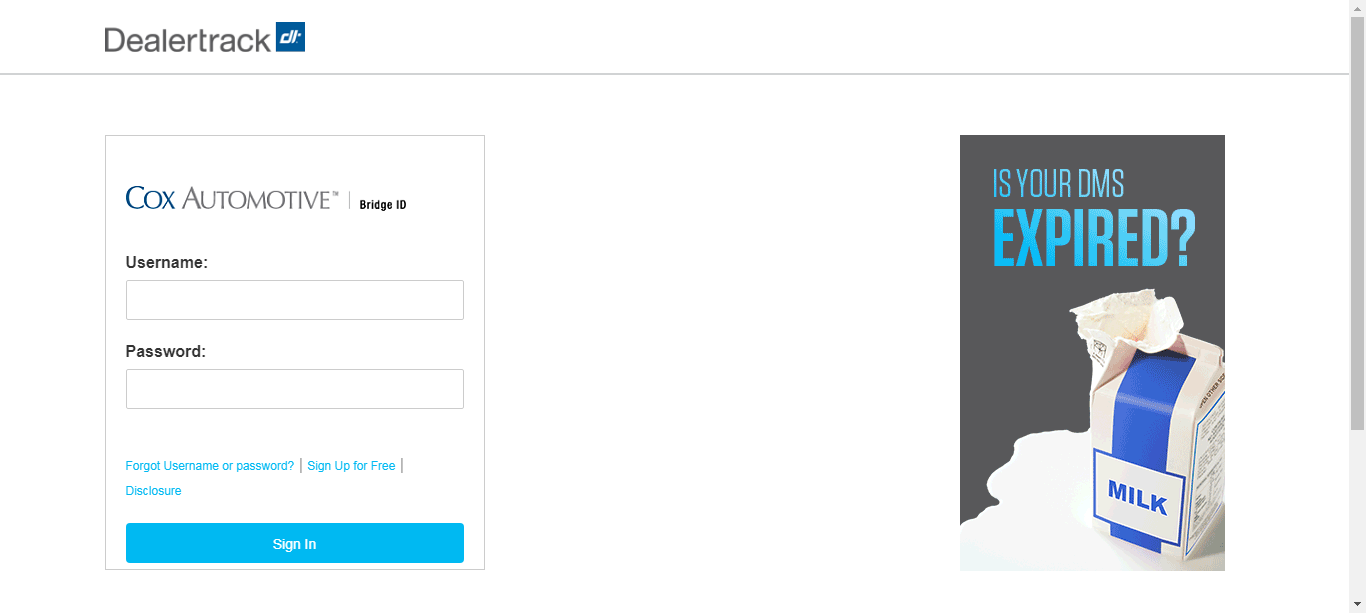 Dealertrack dt
COX AUTOMOTIVE™ | Bridge ID
Username:
Password:
Forgot Username or password? | Sign Up for Free |
Disclosure
Sign In
IS YOUR DMS
EXPIRED?
MILK